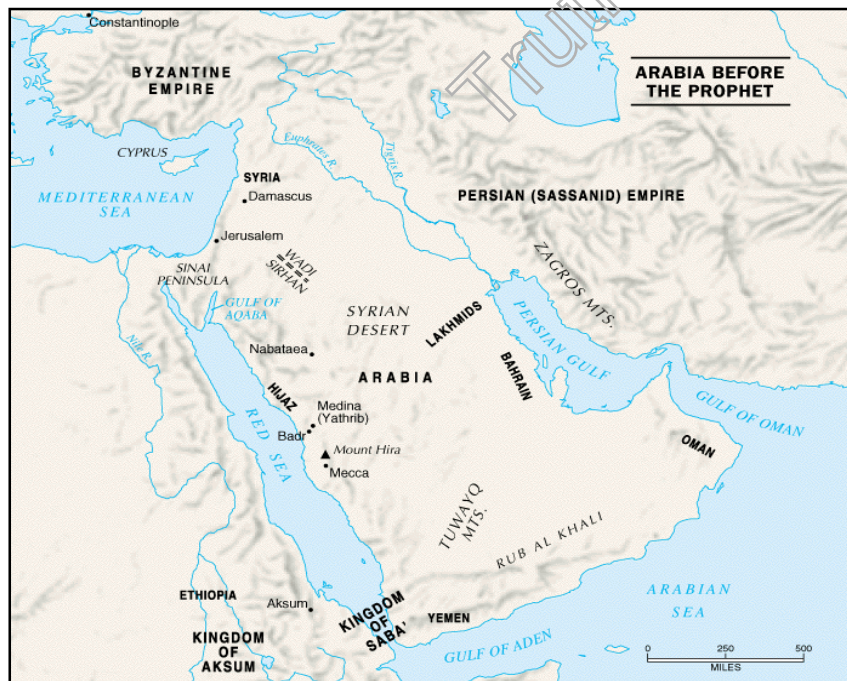 Constantinople
BYZANTINE
EMPIRE
ARABIA BEFORE
THE PROPHET
CYPRUS
Euphrates R.
Tigris R.
SYRIA
MEDITERRANEAN
SEA
Damascus
PERSIAN (SASSANID) EMPIRE
Jerusalem
WADI
SIRHAN
ZAGROS MTS.
SINAI
PENINSULA
GULF OF
AQABA
SYRIAN
DESERT
LAKHMIDS
PERSIAN GULF
Nile R.
Nabataea
ARABIA
BAHRAIN
GULF OF OMAN
HIJAZ
Medina
(Yathrib)
Badr
RED SEA
Mount Hira
Mecca
OMAN
TUWAYQ
MTS.
RUB AL KHALI
ETHIOPIA
Aksum
KINGDOM
OF
AKSUM
KINGDOM
OF
SABA'
YEMEN
GULF OF ADEN
ARABIAN
SEA
0 250 500
MILES